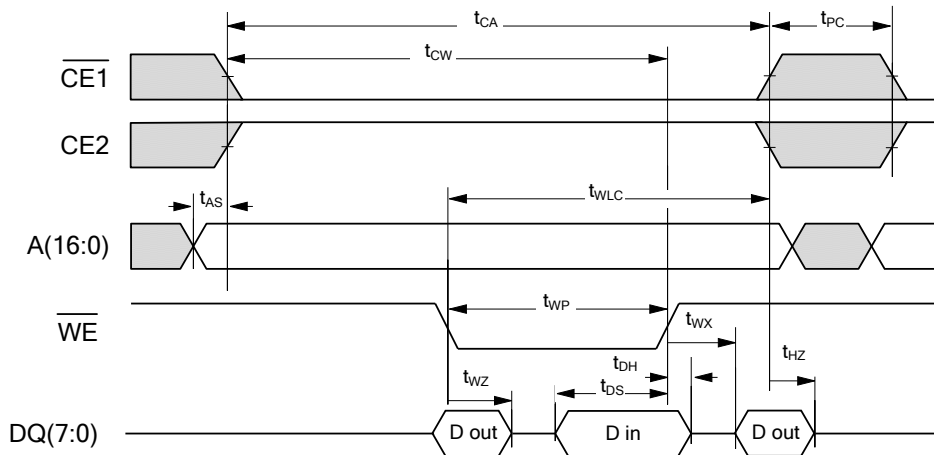 tCA
tPC
tCW
CE1
CE2
tAS
tWLC
A(16:0)
tWP
WE
tWX
tDH
tHZ
tWZ
tDS
DQ(7:0)
D out
D in
D out